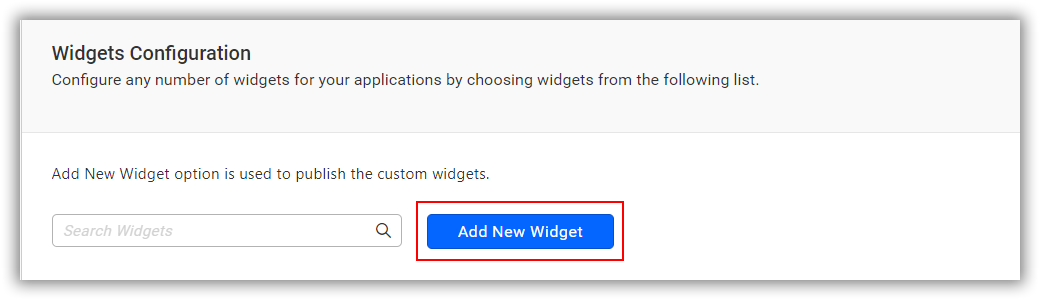 Widgets Configuration
Configure any number of widgets for your applications by choosing widgets from the following list.
Add New Widget option is used to publish the custom widgets.
Search Widgets
Add New Widget